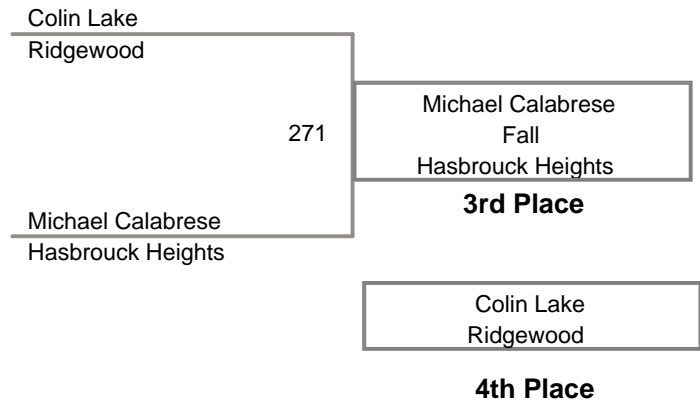 Colin Lake
Ridgewood
271
Michael Calabrese
Fall
Hasbrouck Heights
3rd Place
Michael Calabrese
Hasbrouck Heights
Colin Lake
Ridgewood
4th Place